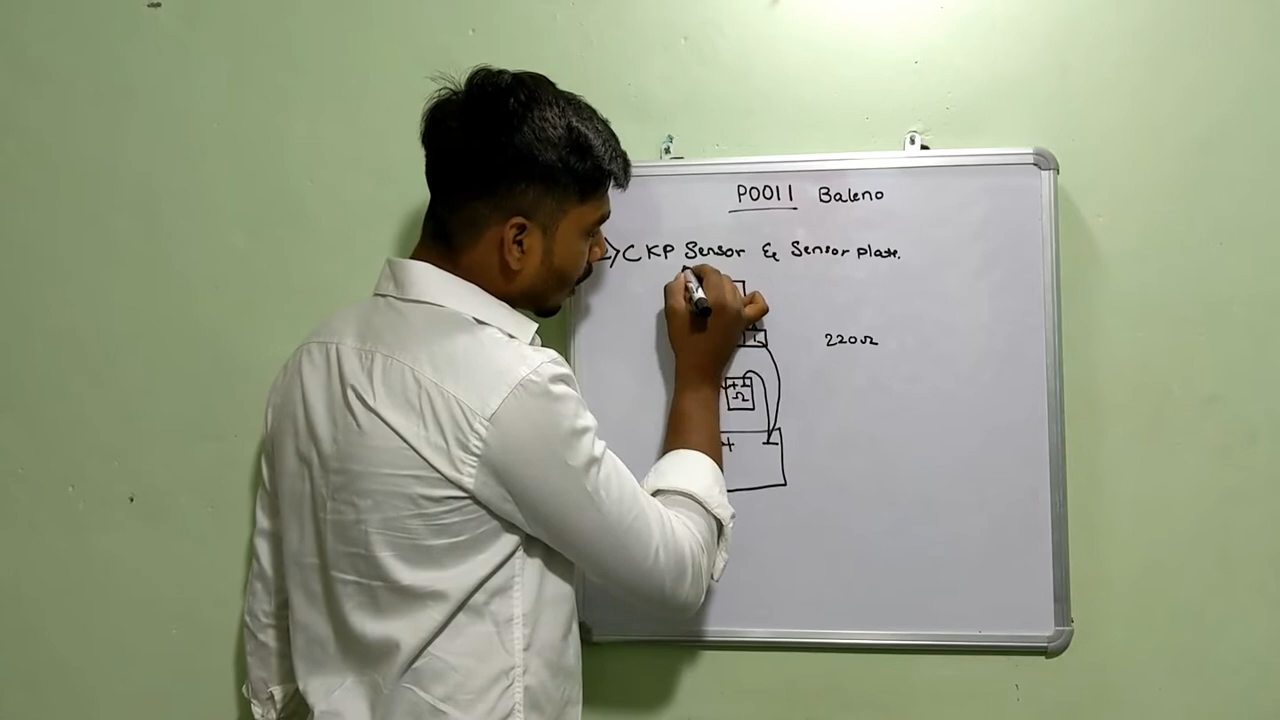 P0011 Baleno
CKP Sensor & Sensor plate.
220Ω
+ -
Ω
+ -